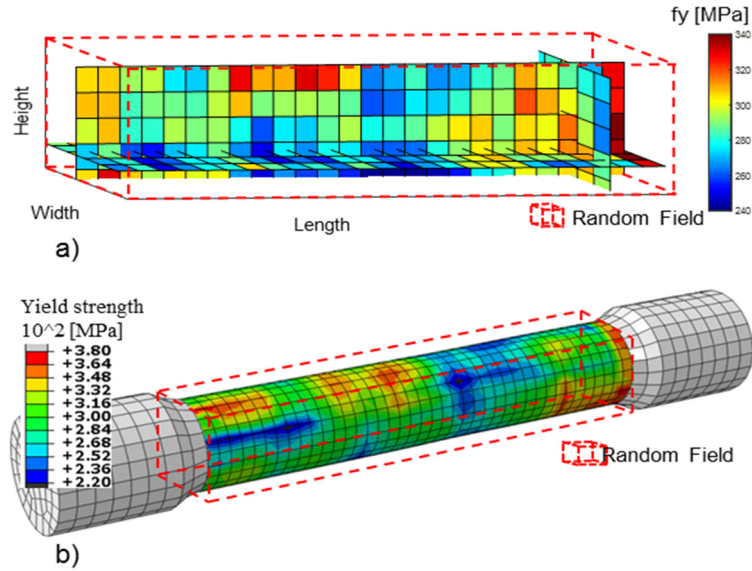 fy [MPa]
340
320
300
280
260
240
Height
Width
Length
Random Field
a)
Yield strength
10^2 [MPa]
+3.80
+3.64
+3.48
+3.32
+3.16
+3.00
+2.84
+2.68
+2.52
+2.36
+2.20
Random Field
b)